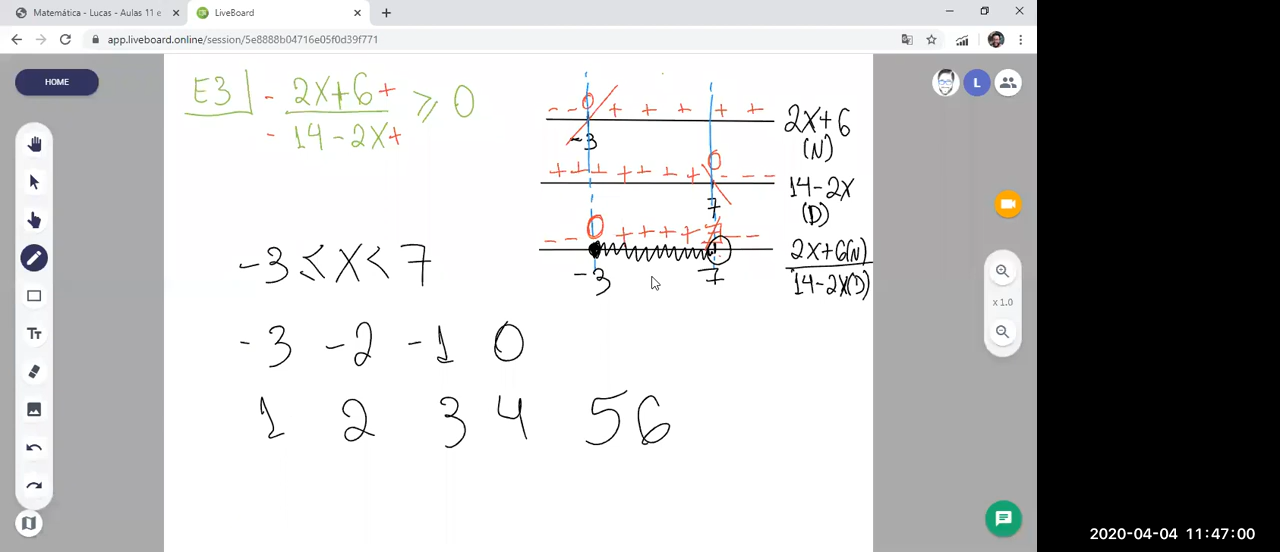 Matemática - Lucas - Aulas 11 e
LiveBoard
app.liveboard.online/session/5e8888b04716e05f0d39f771
HOME
L
E3
- 2X+6 + ≥ 0
- 14-2X +
- - 0 + + + + + 2X+6
-3 (N)
+ + + + + + + 0 - - - 14-2X
7 (D)
- - 0 + + + + - - 2X+6(N)
-3 7 14-2X(D)
-3 ≤ X < 7
-3 -2 -1 0
1 2 3 4 5 6
Tт
x 1.0
2020-04-04 11:47:00